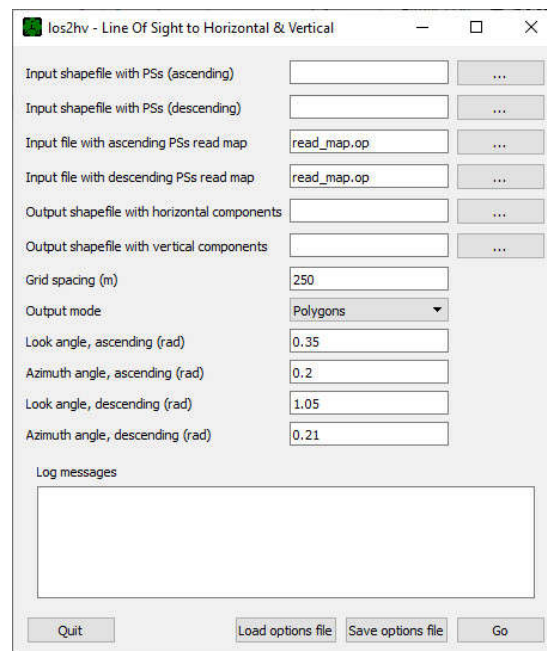 los2hv - Line Of Sight to Horizontal & Vertical
Input shapefile with PSs (ascending) ...
Input shapefile with PSs (descending) ...
Input file with ascending PSs read map read_map.op ...
Input file with descending PSs read map read_map.op ...
Output shapefile with horizontal components ...
Output shapefile with vertical components ...
Grid spacing (m) 250
Output mode Polygons
Look angle, ascending (rad) 0.35
Azimuth angle, ascending (rad) 0.2
Look angle, descending (rad) 1.05
Azimuth angle, descending (rad) 0.21
Log messages
Quit Load options file Save options file Go